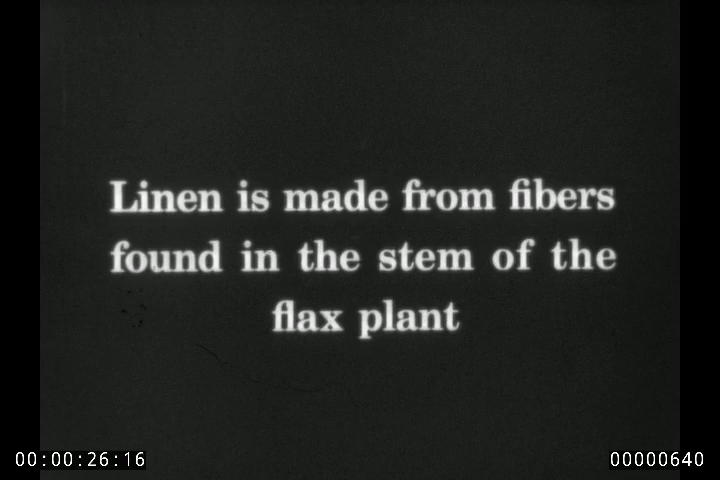 Linen is made from fibers
found in the stem of the
flax plant
00:00:26:16
00000640